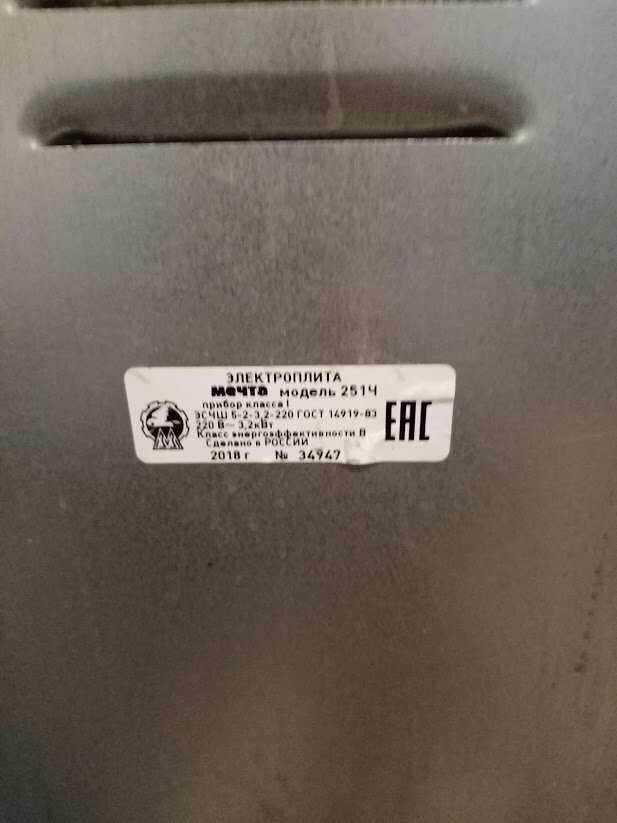 ЭЛЕКТРОПЛИТА
мечта модель 251Ч
прибор класса I
ЭСЧШ 5-2-3,2-220 ГОСТ 14919-83
220 В~ 3,2кВт
Класс энергоэффективности В
Сделано в РОССИИ
2018 г № 34947
ЕАС